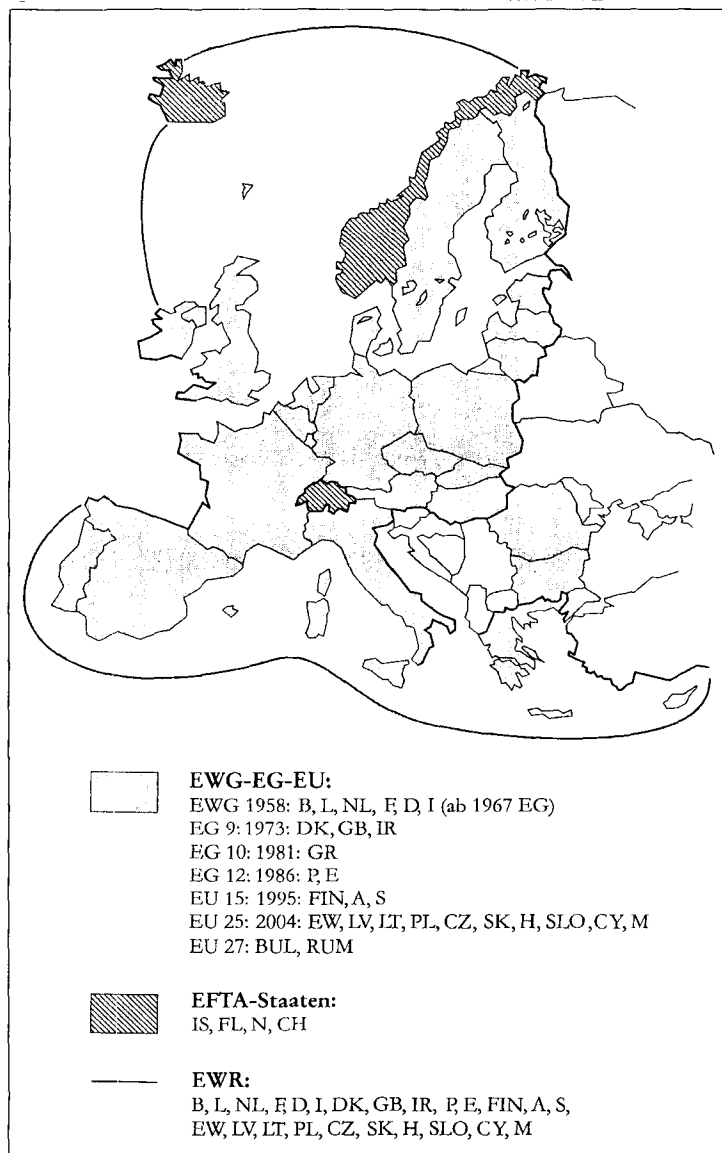 EWG-EG-EU:
EWG 1958: B, L, NL, F, D, I (ab 1967 EG)
EG 9: 1973: DK, GB, IR
EG 10: 1981: GR
EG 12: 1986: P, E
EU 15: 1995: FIN, A, S
EU 25: 2004: EW, LV, LT, PL, CZ, SK, H, SLO, CY, M
EU 27: BUL, RUM
EFTA-Staaten:
IS, FL, N, CH
EWR:
B, L, NL, F, D, I, DK, GB, IR, P, E, FIN, A, S,
EW, LV, LT, PL, CZ, SK, H, SLO, CY, M